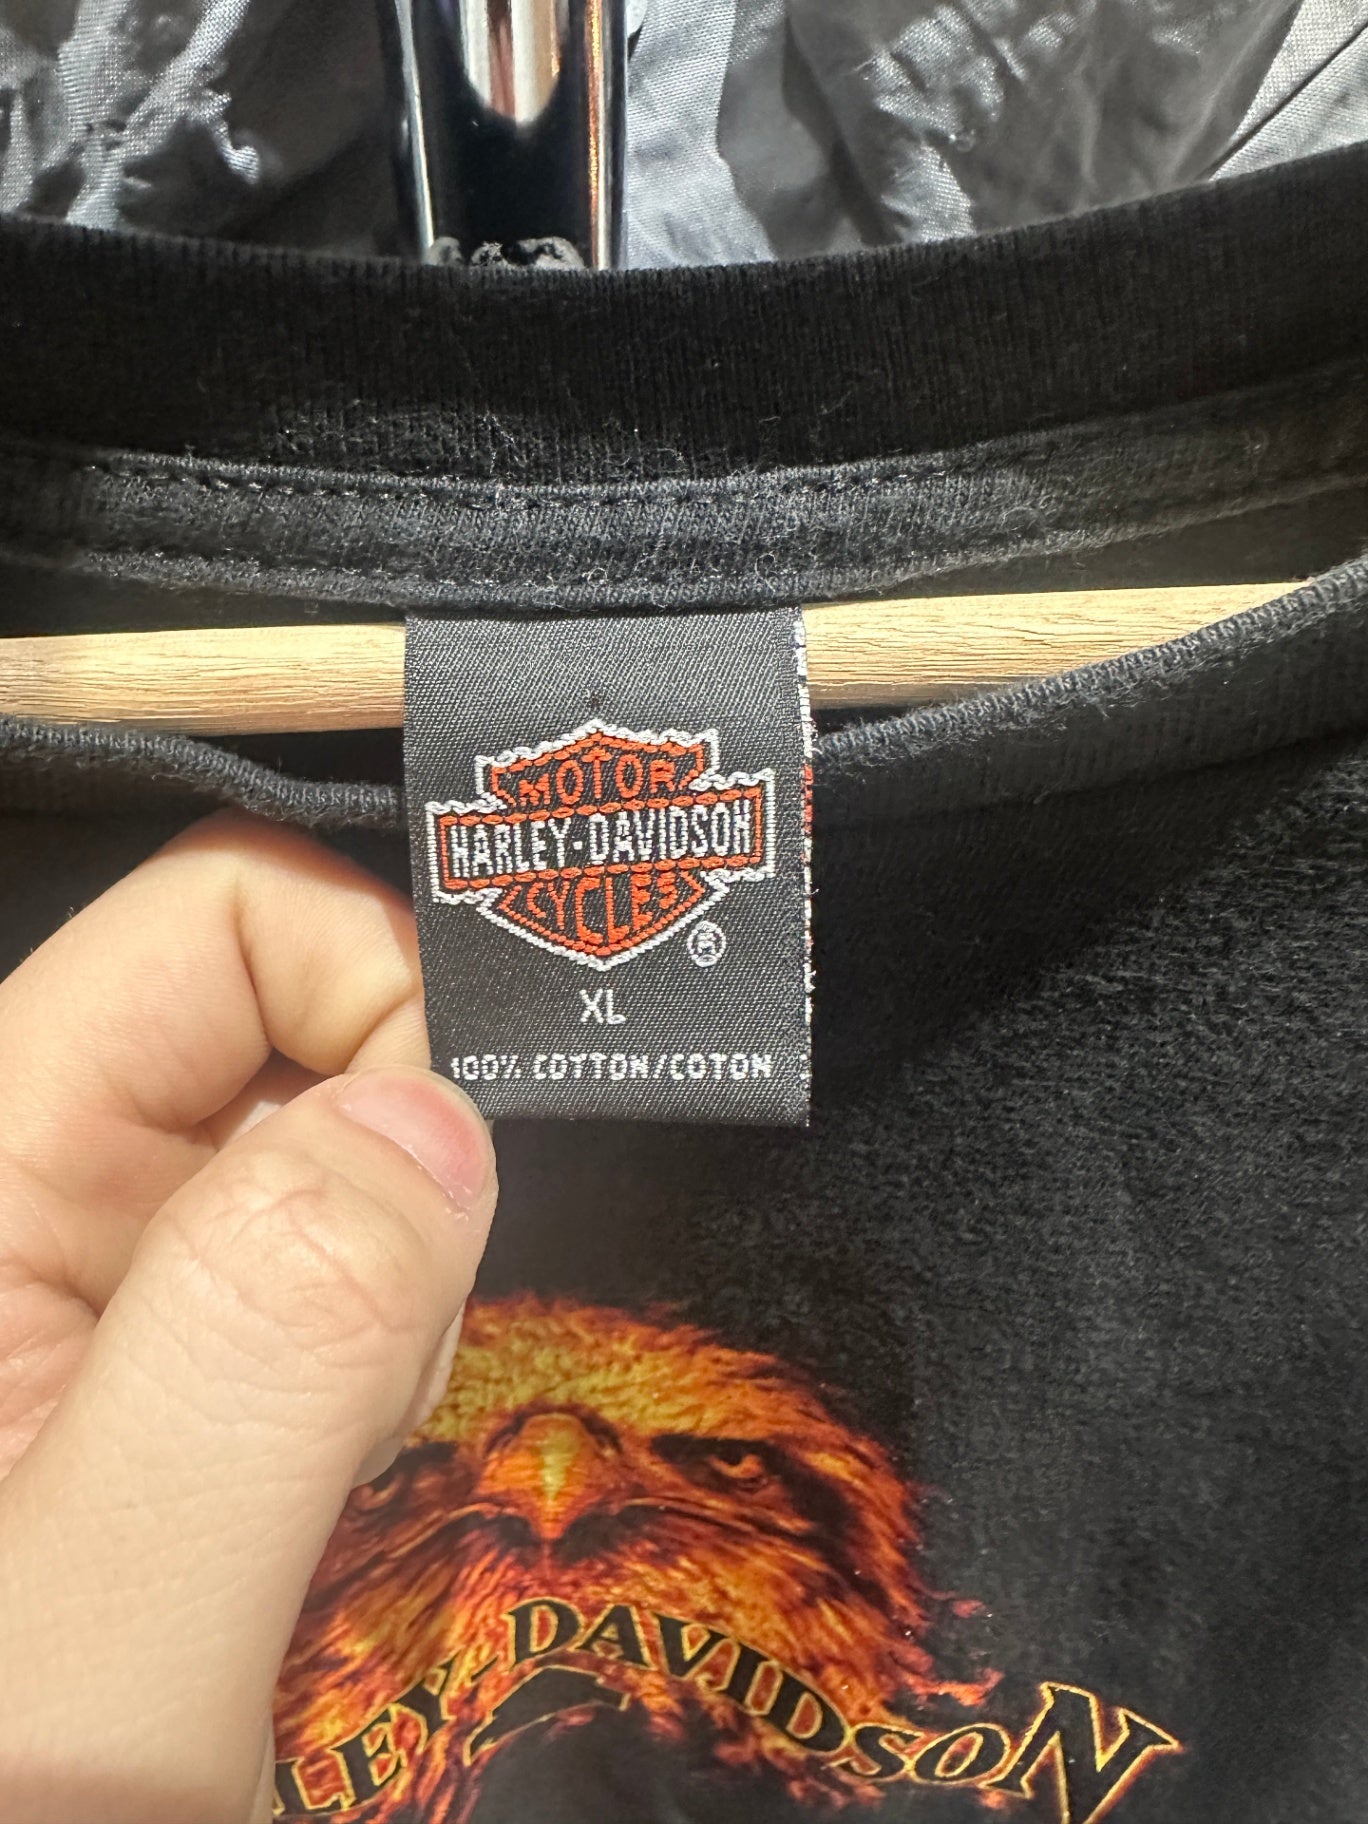 MOTOR
HARLEY-DAVIDSON
CYCLES
®
XL
100% COTTON/COTON
LEY-DAVIDSON